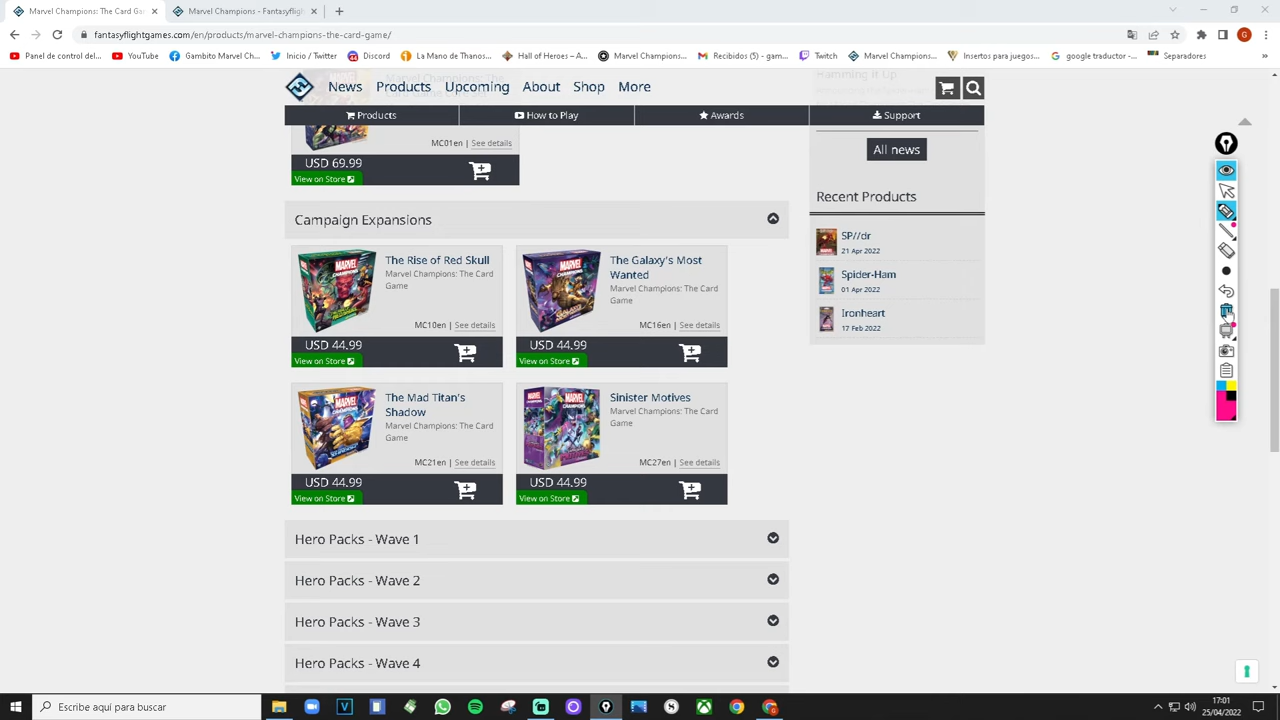 Marvel Champions: The Card Ga
Marvel Champions - Fantasyfligh
fantasyflightgames.com/en/products/marvel-champions-the-card-game/
G
Panel de control del...
YouTube
Gambito Marvel Ch...
Inicio / Twitter
Discord
La Mano de Thanos...
Hall of Heroes – A...
Marvel Champions...
Recibidos (5) - gam...
Twitch
Marvel Champions...
Insertos para juegos...
google traductor -...
Separadores
»
News
Products
Upcoming
About
Shop
More
Marvel Champions: The
Hamming It Up
Products
How to Play
Awards
Support
MC01en | See details
USD 69.99
View on Store
All news
Recent Products
SP//dr
21 Apr 2022
Spider-Ham
01 Apr 2022
Ironheart
17 Feb 2022
Campaign Expansions
The Rise of Red Skull
Marvel Champions: The Card
Game
MC10en | See details
USD 44.99
View on Store
The Galaxy's Most
Wanted
Marvel Champions: The Card
Game
MC16en | See details
USD 44.99
View on Store
The Mad Titan's
Shadow
Marvel Champions: The Card
Game
MC21en | See details
USD 44.99
View on Store
Sinister Motives
Marvel Champions: The Card
Game
MC27en | See details
USD 44.99
View on Store
Hero Packs - Wave 1
Hero Packs - Wave 2
Hero Packs - Wave 3
Hero Packs - Wave 4
Escribe aquí para buscar
17:01
25/04/2022